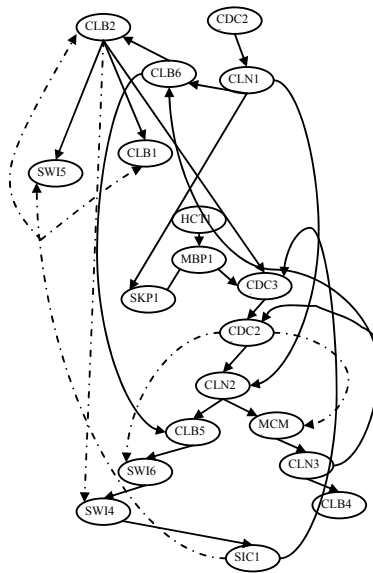 CDC2
CLB2
CLB6
CLN1
CLB1
SWI5
HCT1
MBP1
CDC3
SKP1
CDC2
CLN2
MCM
CLB5
CLN3
SWI6
CLB4
SWI4
SIC1